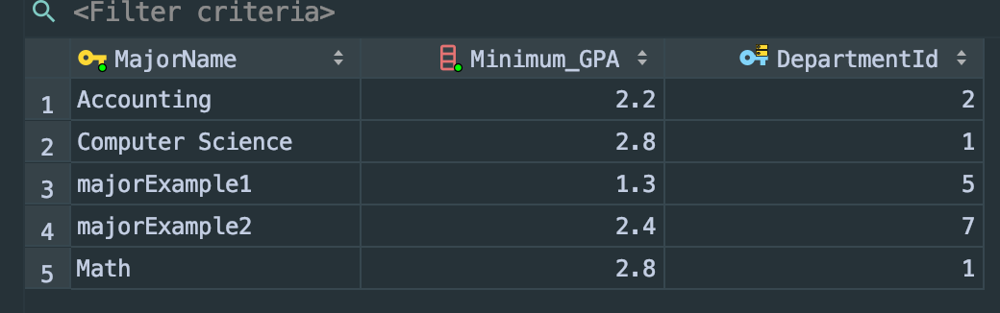 <Filter criteria>
MajorName Minimum_GPA DepartmentId
1 Accounting 2.2 2
2 Computer Science 2.8 1
3 majorExample1 1.3 5
4 majorExample2 2.4 7
5 Math 2.8 1